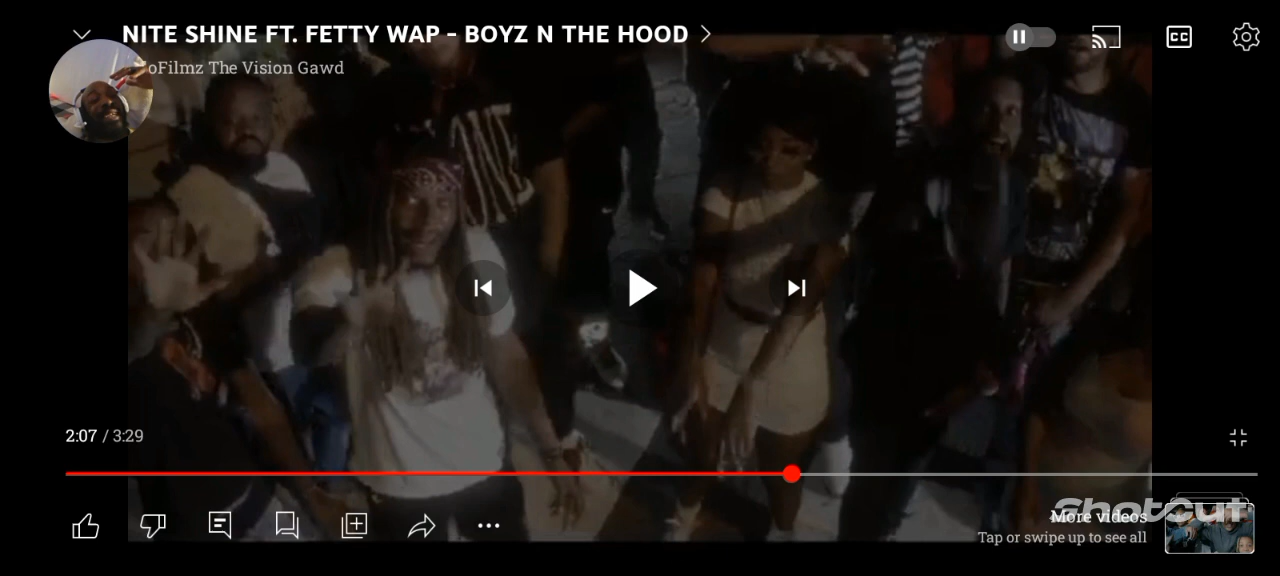 NITE SHINE FT. FETTY WAP - BOYZ N THE HOOD
oFilmz The Vision Gawd
CC
2:07 / 3:29
More videos
Tap or swipe up to see all
ShotCut